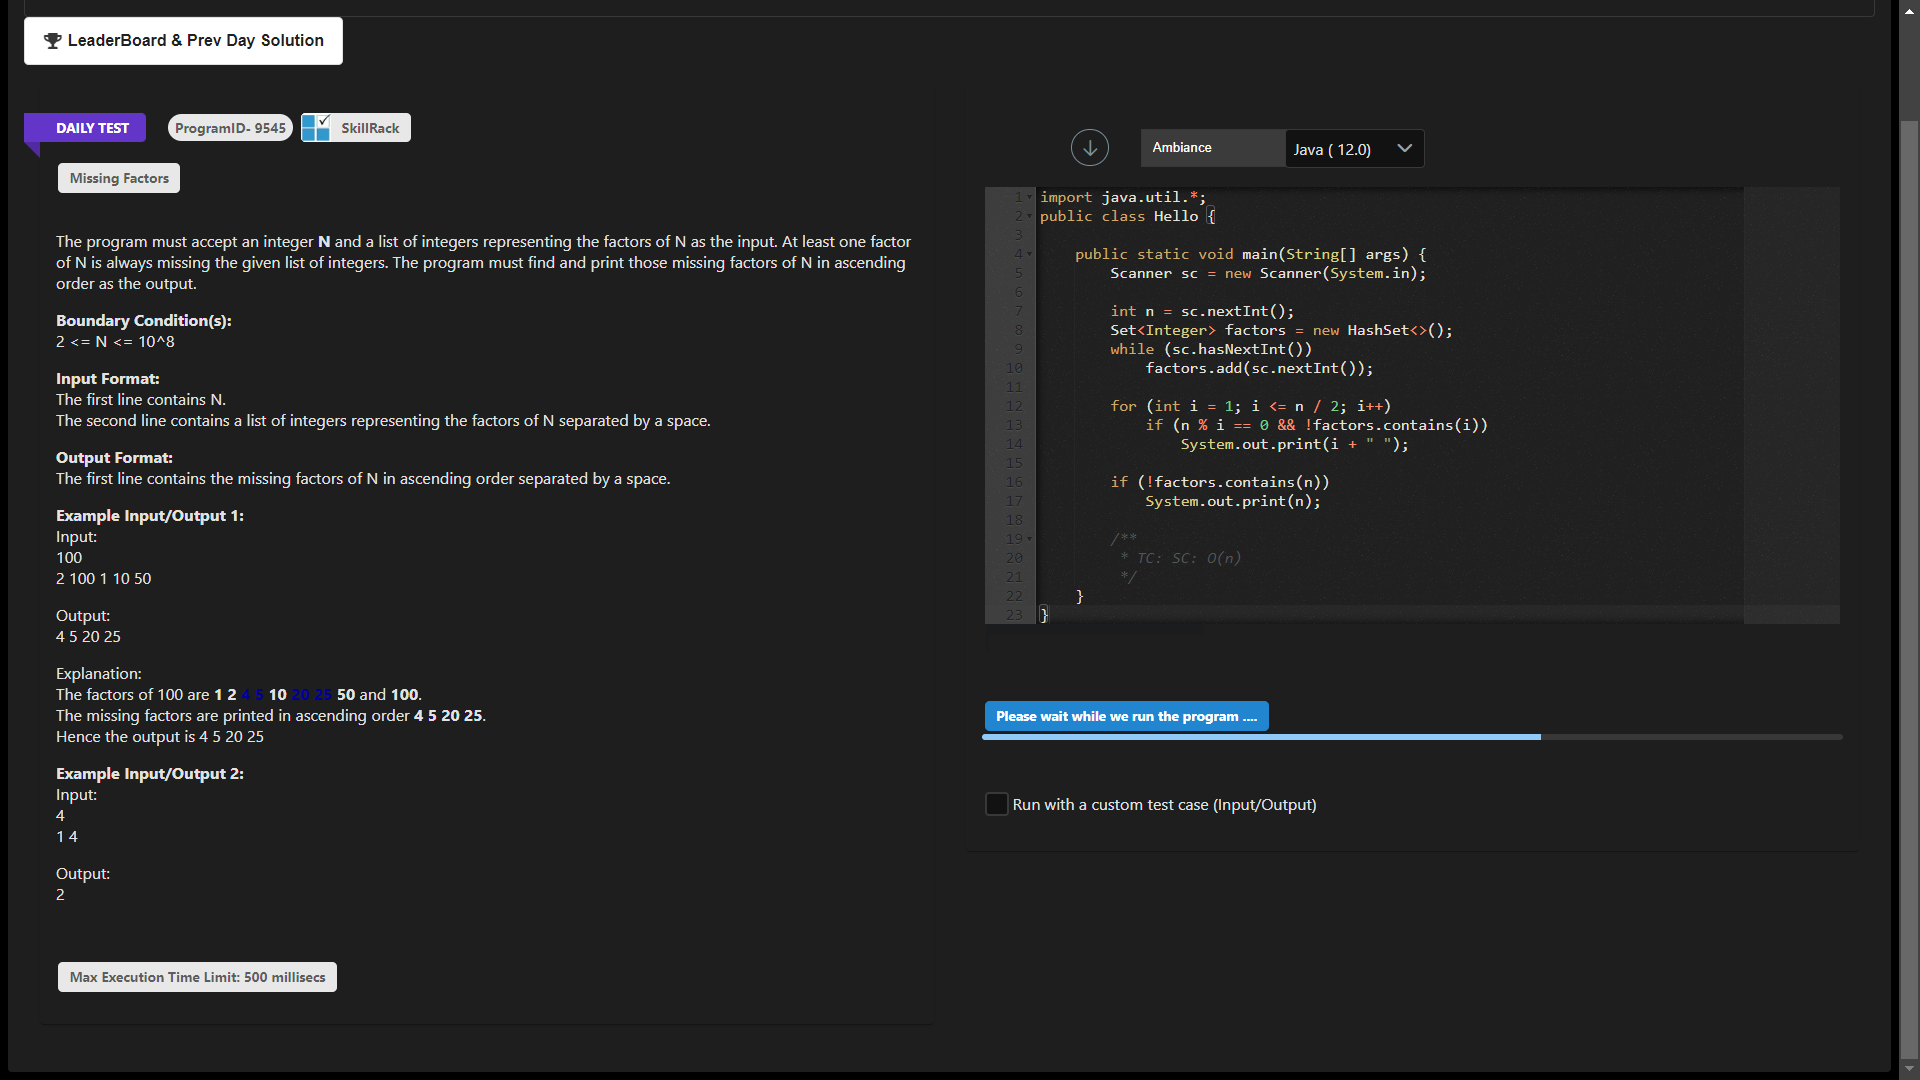 LeaderBoard & Prev Day Solution
DAILY TEST
ProgramID- 9545
SkillRack
Missing Factors
The program must accept an integer N and a list of integers representing the factors of N as the input. At least one factor
of N is always missing the given list of integers. The program must find and print those missing factors of N in ascending
order as the output.
Boundary Condition(s):
2 <= N <= 10^8
Input Format:
The first line contains N.
The second line contains a list of integers representing the factors of N separated by a space.
Output Format:
The first line contains the missing factors of N in ascending order separated by a space.
Example Input/Output 1:
Input:
100
2 100 1 10 50
Output:
4 5 20 25
Explanation:
The factors of 100 are 1 2 4 5 10 20 25 50 and 100.
The missing factors are printed in ascending order 4 5 20 25.
Hence the output is 4 5 20 25
Example Input/Output 2:
Input:
4
1 4
Output:
2
Max Execution Time Limit: 500 millisecs
Ambiance
Java ( 12.0)
1 import java.util.*;
2 public class Hello {
3
4 public static void main(String[] args) {
5 Scanner sc = new Scanner(System.in);
6
7 int n = sc.nextInt();
8 Set<Integer> factors = new HashSet<>();
9 while (sc.hasNextInt())
10 factors.add(sc.nextInt());
11
12 for (int i = 1; i <= n / 2; i++)
13 if (n % i == 0 && !factors.contains(i))
14 System.out.print(i + " ");
15
16 if (!factors.contains(n))
17 System.out.print(n);
18
19 /**
20 * TC: SC: O(n)
21 */
22 }
23 }
Please wait while we run the program ....
Run with a custom test case (Input/Output)